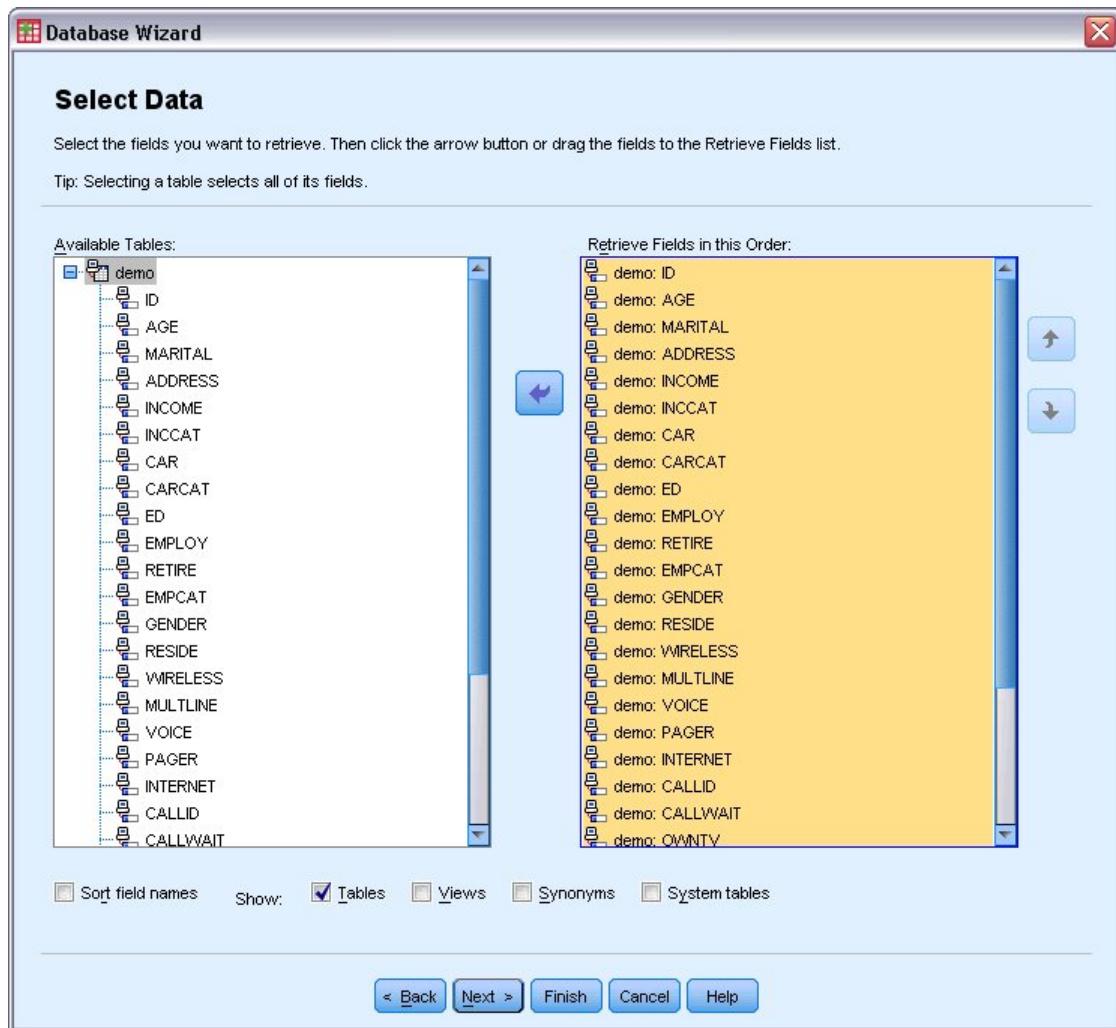 Database Wizard
Select Data
Select the fields you want to retrieve. Then click the arrow button or drag the fields to the Retrieve Fields list.
Tip: Selecting a table selects all of its fields.
Available Tables:
demo
ID
AGE
MARITAL
ADDRESS
INCOME
INCCAT
CAR
CARCAT
ED
EMPLOY
RETIRE
EMPCAT
GENDER
RESIDE
WIRELESS
MULTLINE
VOICE
PAGER
INTERNET
CALLID
CALLWAIT
Retrieve Fields in this Order:
demo: ID
demo: AGE
demo: MARITAL
demo: ADDRESS
demo: INCOME
demo: INCCAT
demo: CAR
demo: CARCAT
demo: ED
demo: EMPLOY
demo: RETIRE
demo: EMPCAT
demo: GENDER
demo: RESIDE
demo: WIRELESS
demo: MULTLINE
demo: VOICE
demo: PAGER
demo: INTERNET
demo: CALLID
demo: CALLWAIT
demo: OWNTV
Sort field names Show: Tables Views Synonyms System tables
< Back Next > Finish Cancel Help